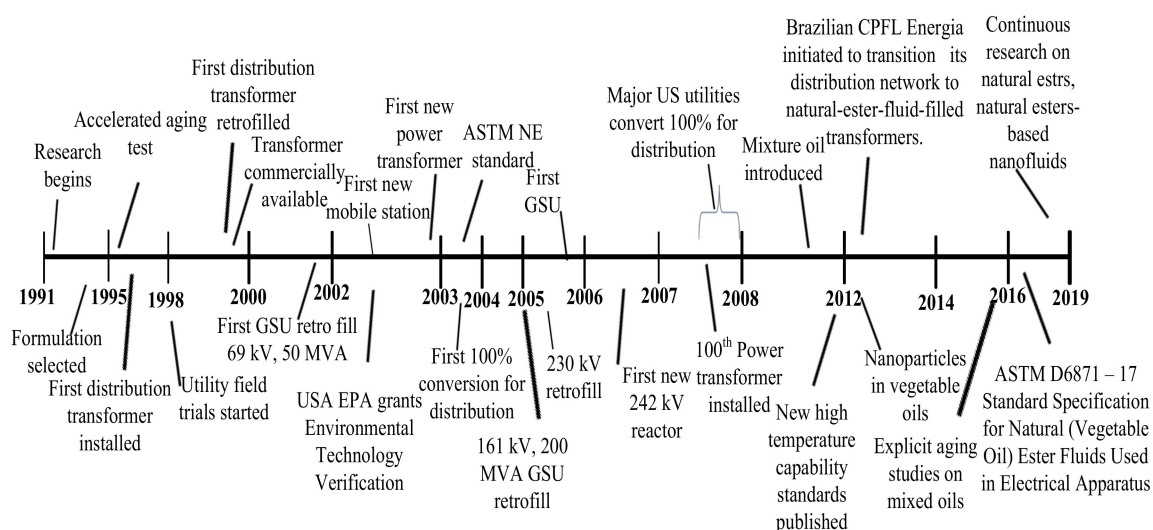 Research
begins
Accelerated aging
test
First distribution
transformer
retrofilled
Transformer
commercially
available
First new
mobile station
First new
power
transformer
ASTM NE
standard
First
GSU
Major US utilities
convert 100% for
distribution
Mixture oil
introduced
Brazilian CPFL Energia
initiated to transition its
distribution network to
natural-ester-fluid-filled
transformers.
Continuous
research on
natural estrs,
natural esters-
based
nanofluids
1991
1995
1998
2000
2002
2003
2004
2005
2006
2007
2008
2012
2014
2016
2019
Formulation
selected
First distribution
transformer
installed
Utility field
trials started
First GSU retro fill
69 kV, 50 MVA
USA EPA grants
Environmental
Technology
Verification
First 100%
conversion for
distribution
161 kV, 200
MVA GSU
retrofill
230 kV
retrofill
First new
242 kV
reactor
100th Power
transformer
installed
New high
temperature
capability
standards
published
Nanoparticles
in vegetable
oils
Explicit aging
studies on
mixed oils
ASTM D6871 – 17
Standard Specification
for Natural (Vegetable
Oil) Ester Fluids Used
in Electrical Apparatus